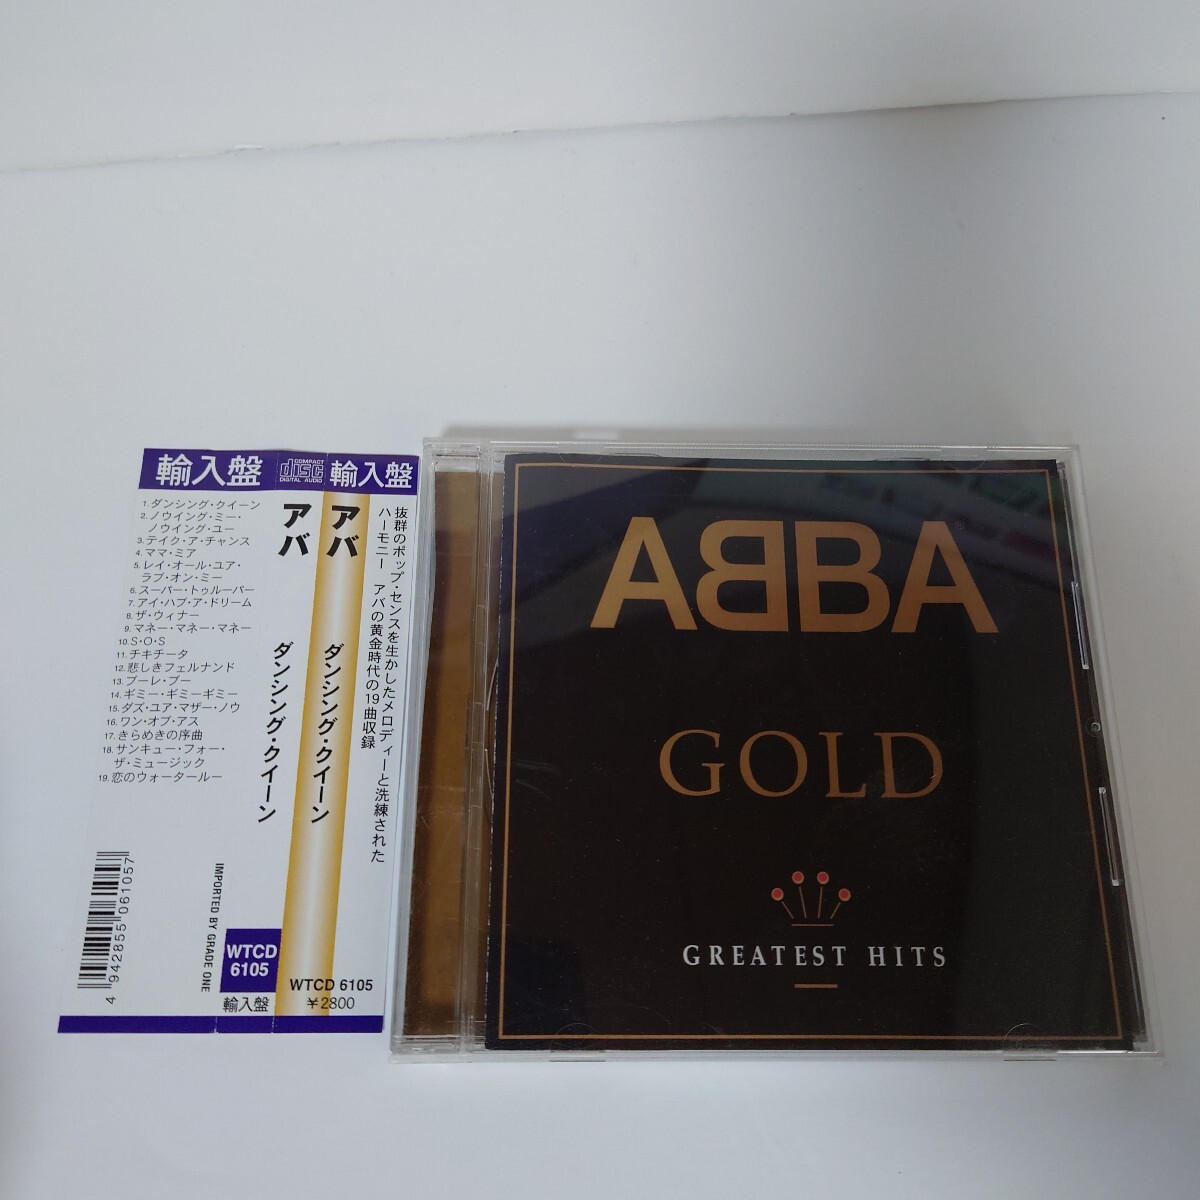 輸入盤
1.ダンシング・クイーン
2.ノウイング・ミー・
ノウイング・ユー
3.テイク・ア・チャンス
4.ママ・ミア
5.レイ・オール・ユア・
ラブ・オン・ミー
6.スーパー・トゥルーパー
7.アイ・ハブ・ア・ドリーム
8.ザ・ウィナー
9.マネー・マネー・マネー
10.S・O・S
11.チキチータ
12.悲しきフェルナンド
13.ブーレ・ブー
14.ギミー・ギミーギミー
15.ダズ・ユア・マザー・ノウ
16.ワン・オブ・アス
17.きらめきの序曲
18.サンキュー・フォー・
ザ・ミュージック
19.恋のウォータールー
4 942855 061057
IMPORTED BY GRADE ONE
COMPACT
disc
DIGITAL AUDIO
アバ
ダンシング・クイーン
WTCD
6105
輸入盤
輸入盤
アバ
ダンシング・クイーン
抜群のポップ・センスを生かしたメロディーと洗練された
ハーモニー アバの黄金時代の19曲収録
WTCD 6105
¥2800
ABBA®
GOLD
GREATEST HITS